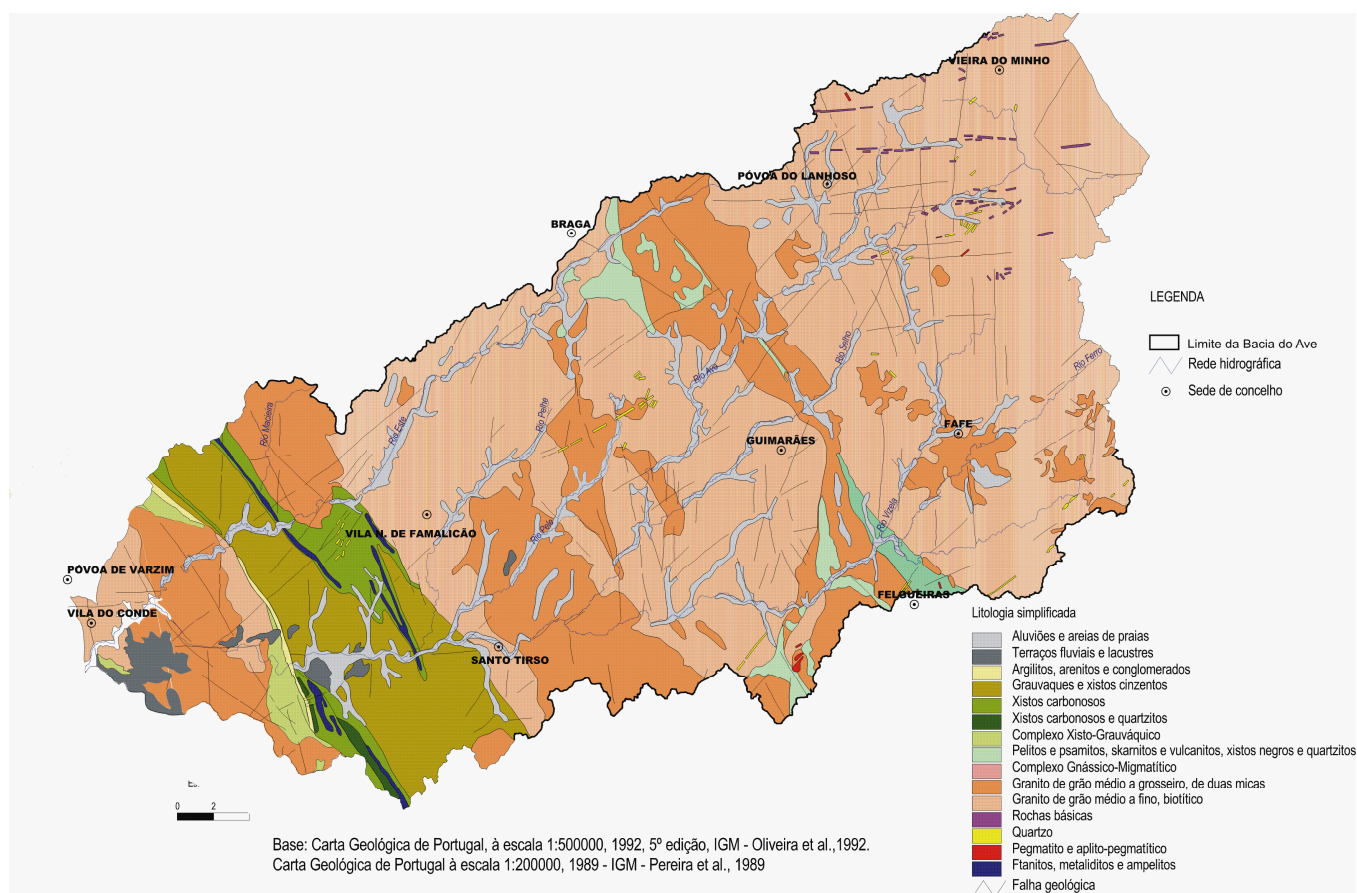 VIEIRA DO MINHO
PÓVOA DO LANHOSO
BRAGA
LEGENDA
Limite da Bacia do Ave
Rede hidrográfica
Sede de concelho
Rio Selho
Rio Ferro
Rio Ave
Rio Macieira
Rio Este
Rio Pelhe
FAFE
GUIMARÃES
Rio Vizela
Rio Pele
VILA N. DE FAMALICÃO
PÓVOA DE VARZIM
VILA DO CONDE
FELGUEIRAS
SANTO TIRSO
Litologia simplificada
Aluviões e areias de praias
Terraços fluviais e lacustres
Argilitos, arenitos e conglomerados
Grauvaques e xistos cinzentos
Xistos carbonosos
Xistos carbonosos e quartzitos
Complexo Xisto-Grauváquico
Pelitos e psamitos, skarnitos e vulcanitos, xistos negros e quartzitos
Complexo Gnássico-Migmatítico
Granito de grão médio a grosseiro, de duas micas
Granito de grão médio a fino, biotítico
Rochas básicas
Quartzo
Pegmatito e aplito-pegmatítico
Ftanitos, metaliditos e ampelitos
Falha geológica
0 2
Base: Carta Geológica de Portugal, à escala 1:500000, 1992, 5º edição, IGM - Oliveira et al.,1992.
Carta Geológica de Portugal à escala 1:200000, 1989 - IGM - Pereira et al., 1989